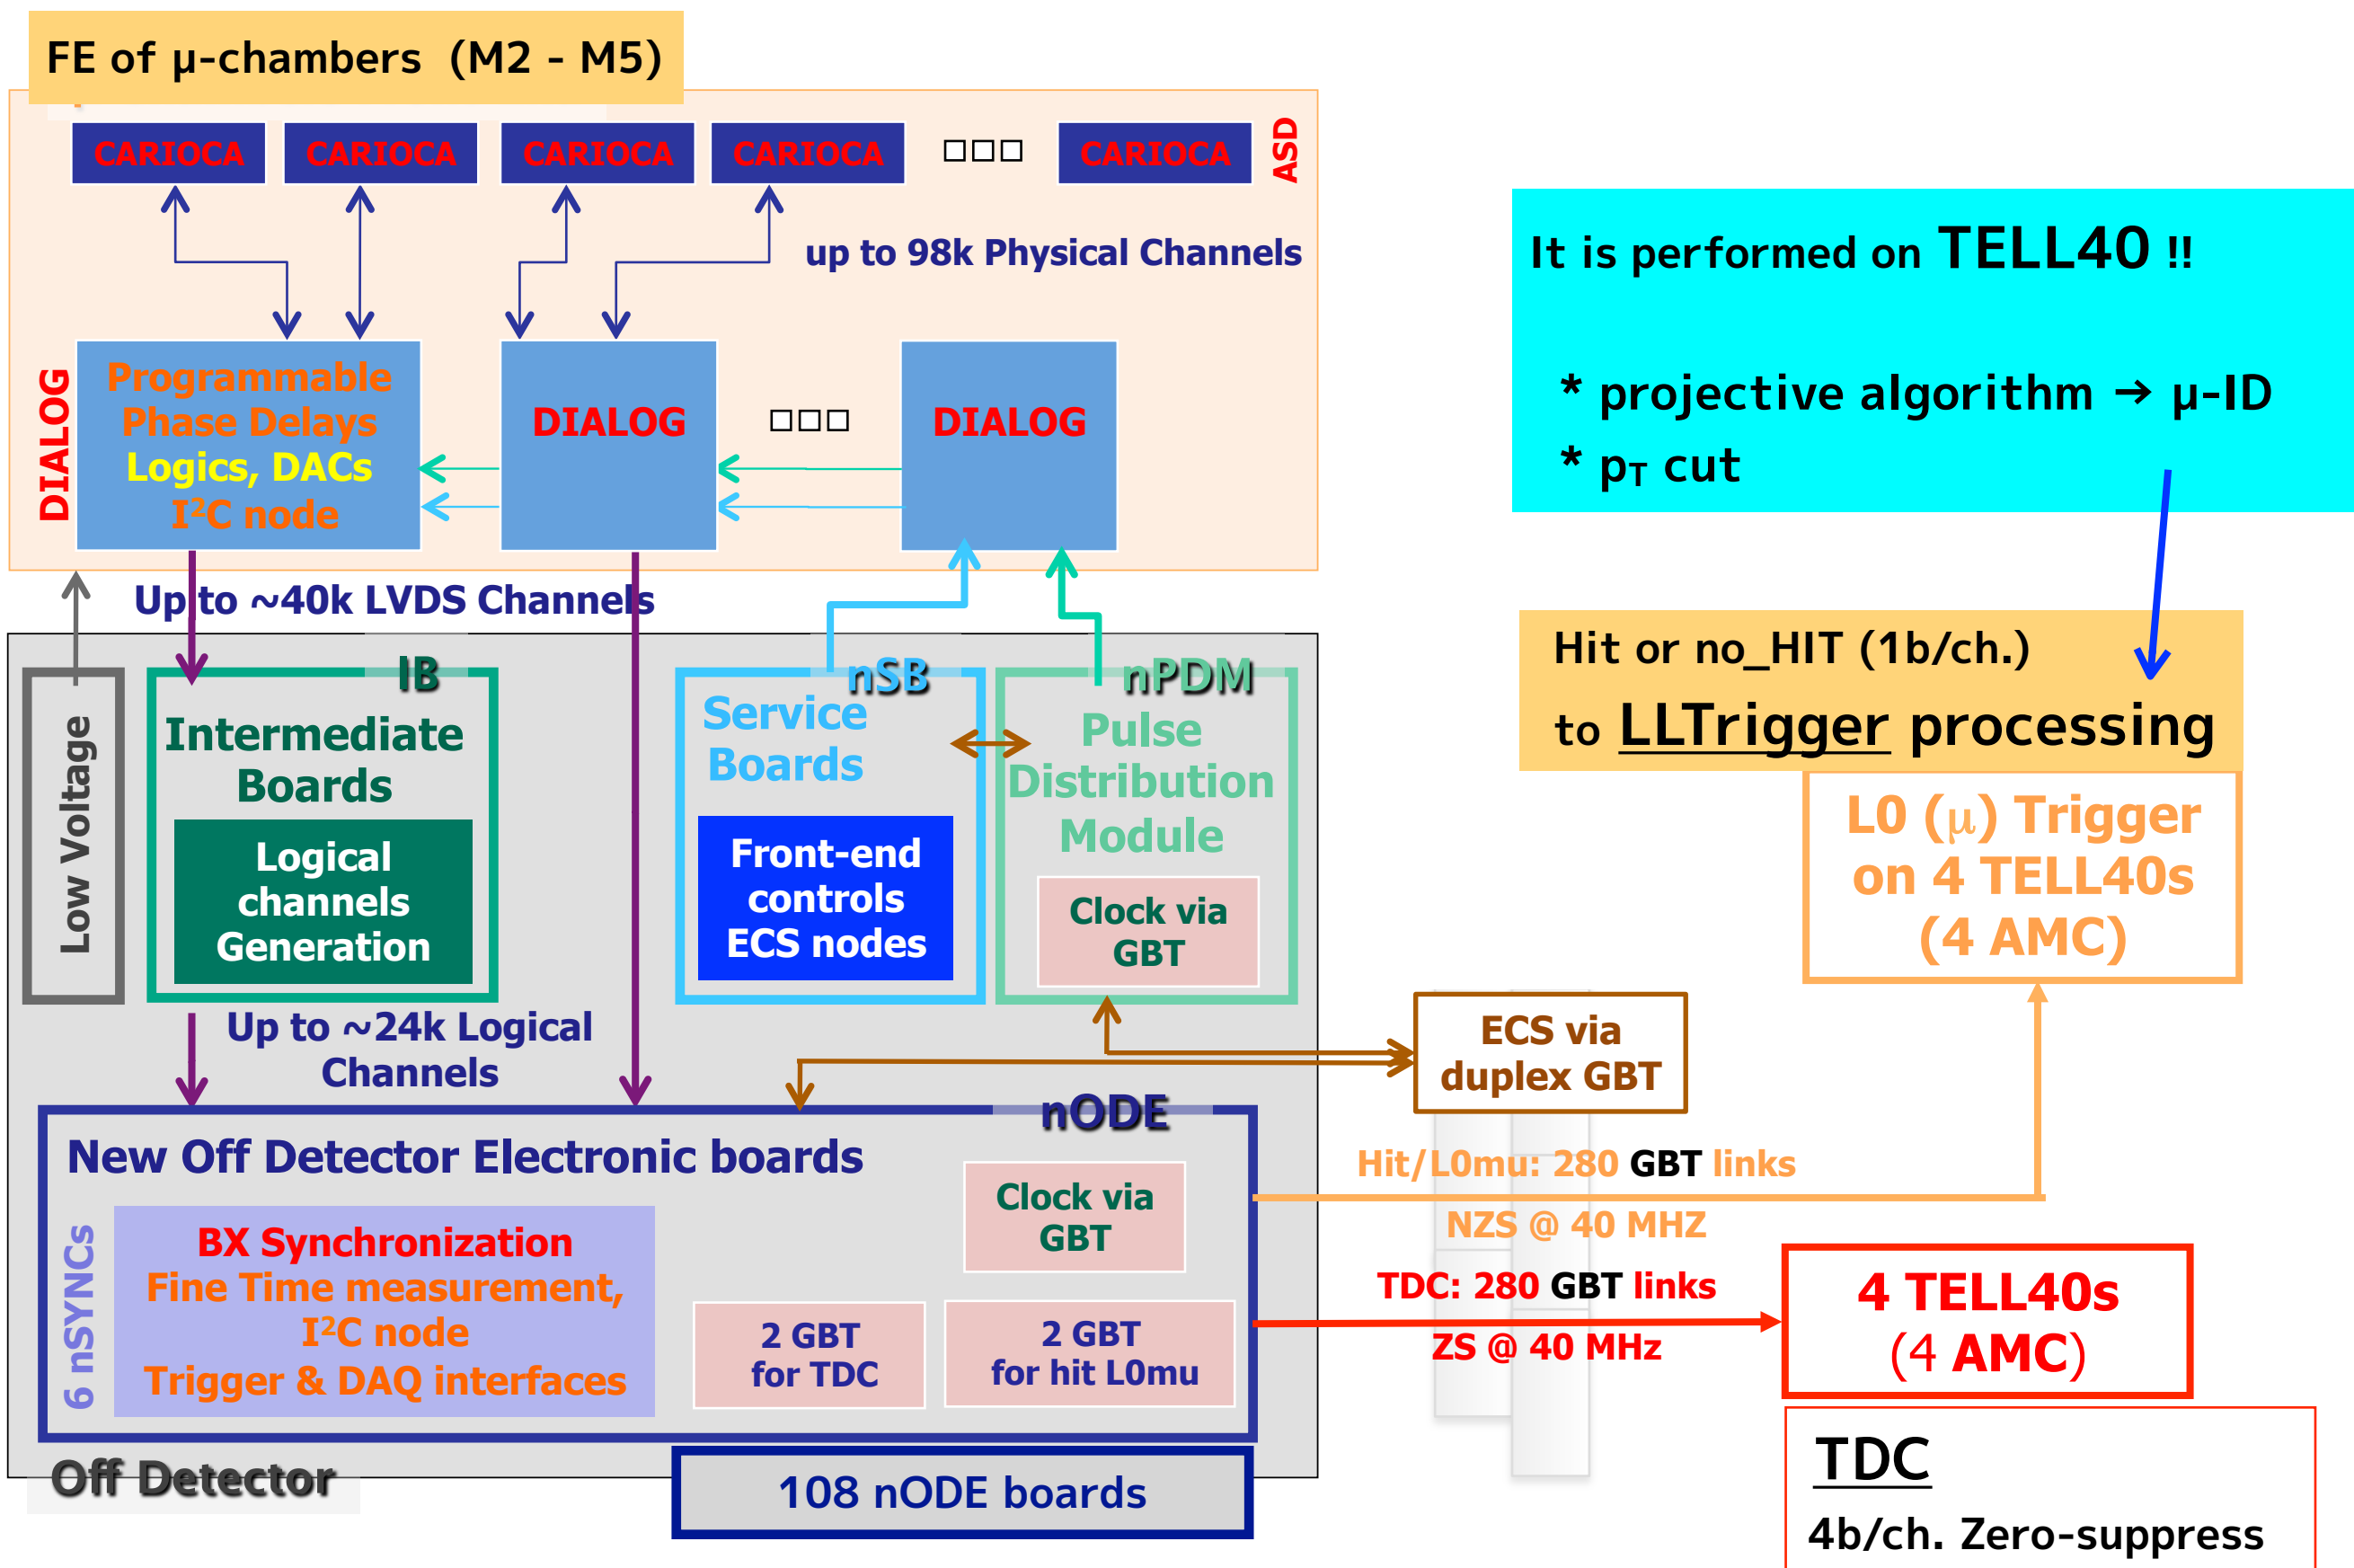 FE of μ-chambers (M2 - M5)
CARIOCA
CARIOCA
CARIOCA
CARIOCA
CARIOCA
ASD
up to 98k Physical Channels
DIALOG
Programmable
Phase Delays
Logics, DACs
I²C node
DIALOG
DIALOG
Up to ~40k LVDS Channels
It is performed on TELL40 !!
* projective algorithm → μ-ID
* pT cut
Hit or no_HIT (1b/ch.)
to LLTrigger processing
L0 (μ) Trigger
on 4 TELL40s
(4 AMC)
Low Voltage
IB
Intermediate
Boards
Logical
channels
Generation
nSB
Service
Boards
Front-end
controls
ECS nodes
nPDM
Pulse
Distribution
Module
Clock via
GBT
Up to ~24k Logical
Channels
ECS via
duplex GBT
nODE
New Off Detector Electronic boards
6 nSYNCs
BX Synchronization
Fine Time measurement,
I²C node
Trigger & DAQ interfaces
Clock via
GBT
2 GBT
for TDC
2 GBT
for hit L0mu
Hit/L0mu: 280 GBT links
NZS @ 40 MHZ
TDC: 280 GBT links
ZS @ 40 MHz
4 TELL40s
(4 AMC)
Off Detector
108 nODE boards
TDC
4b/ch. Zero-suppress